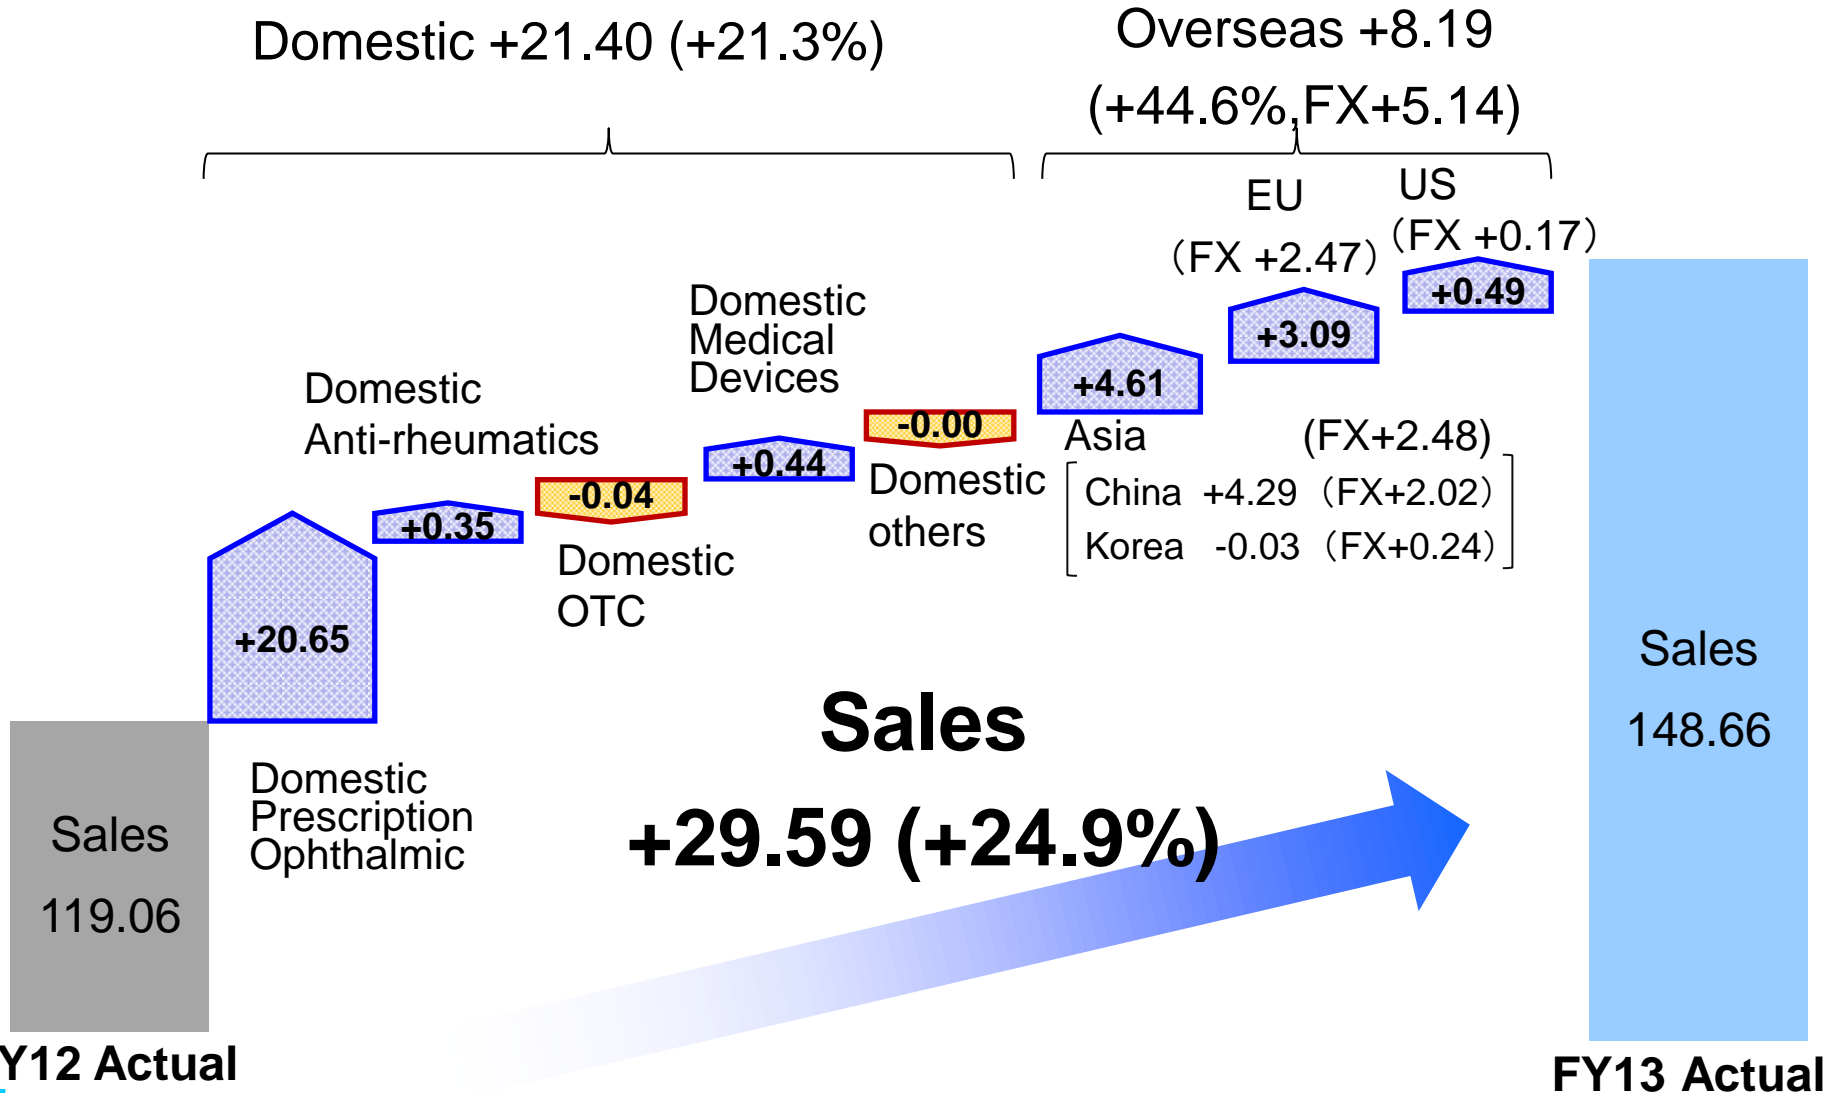 Domestic +21.40 (+21.3%)
Overseas +8.19
(+44.6%,FX+5.14)
EU
（FX +2.47）
US
（FX +0.17）
+0.49
+3.09
+4.61
Domestic
Medical
Devices
-0.00
+0.44
Domestic
Anti-rheumatics
-0.04
+0.35
+20.65
Asia (FX+2.48)
China +4.29（FX+2.02）
Korea -0.03（FX+0.24）
Domestic
others
Domestic
OTC
Domestic
Prescription
Ophthalmic
Sales
+29.59 (+24.9%)
Sales
119.06
Y12 Actual
Sales
148.66
FY13 Actual